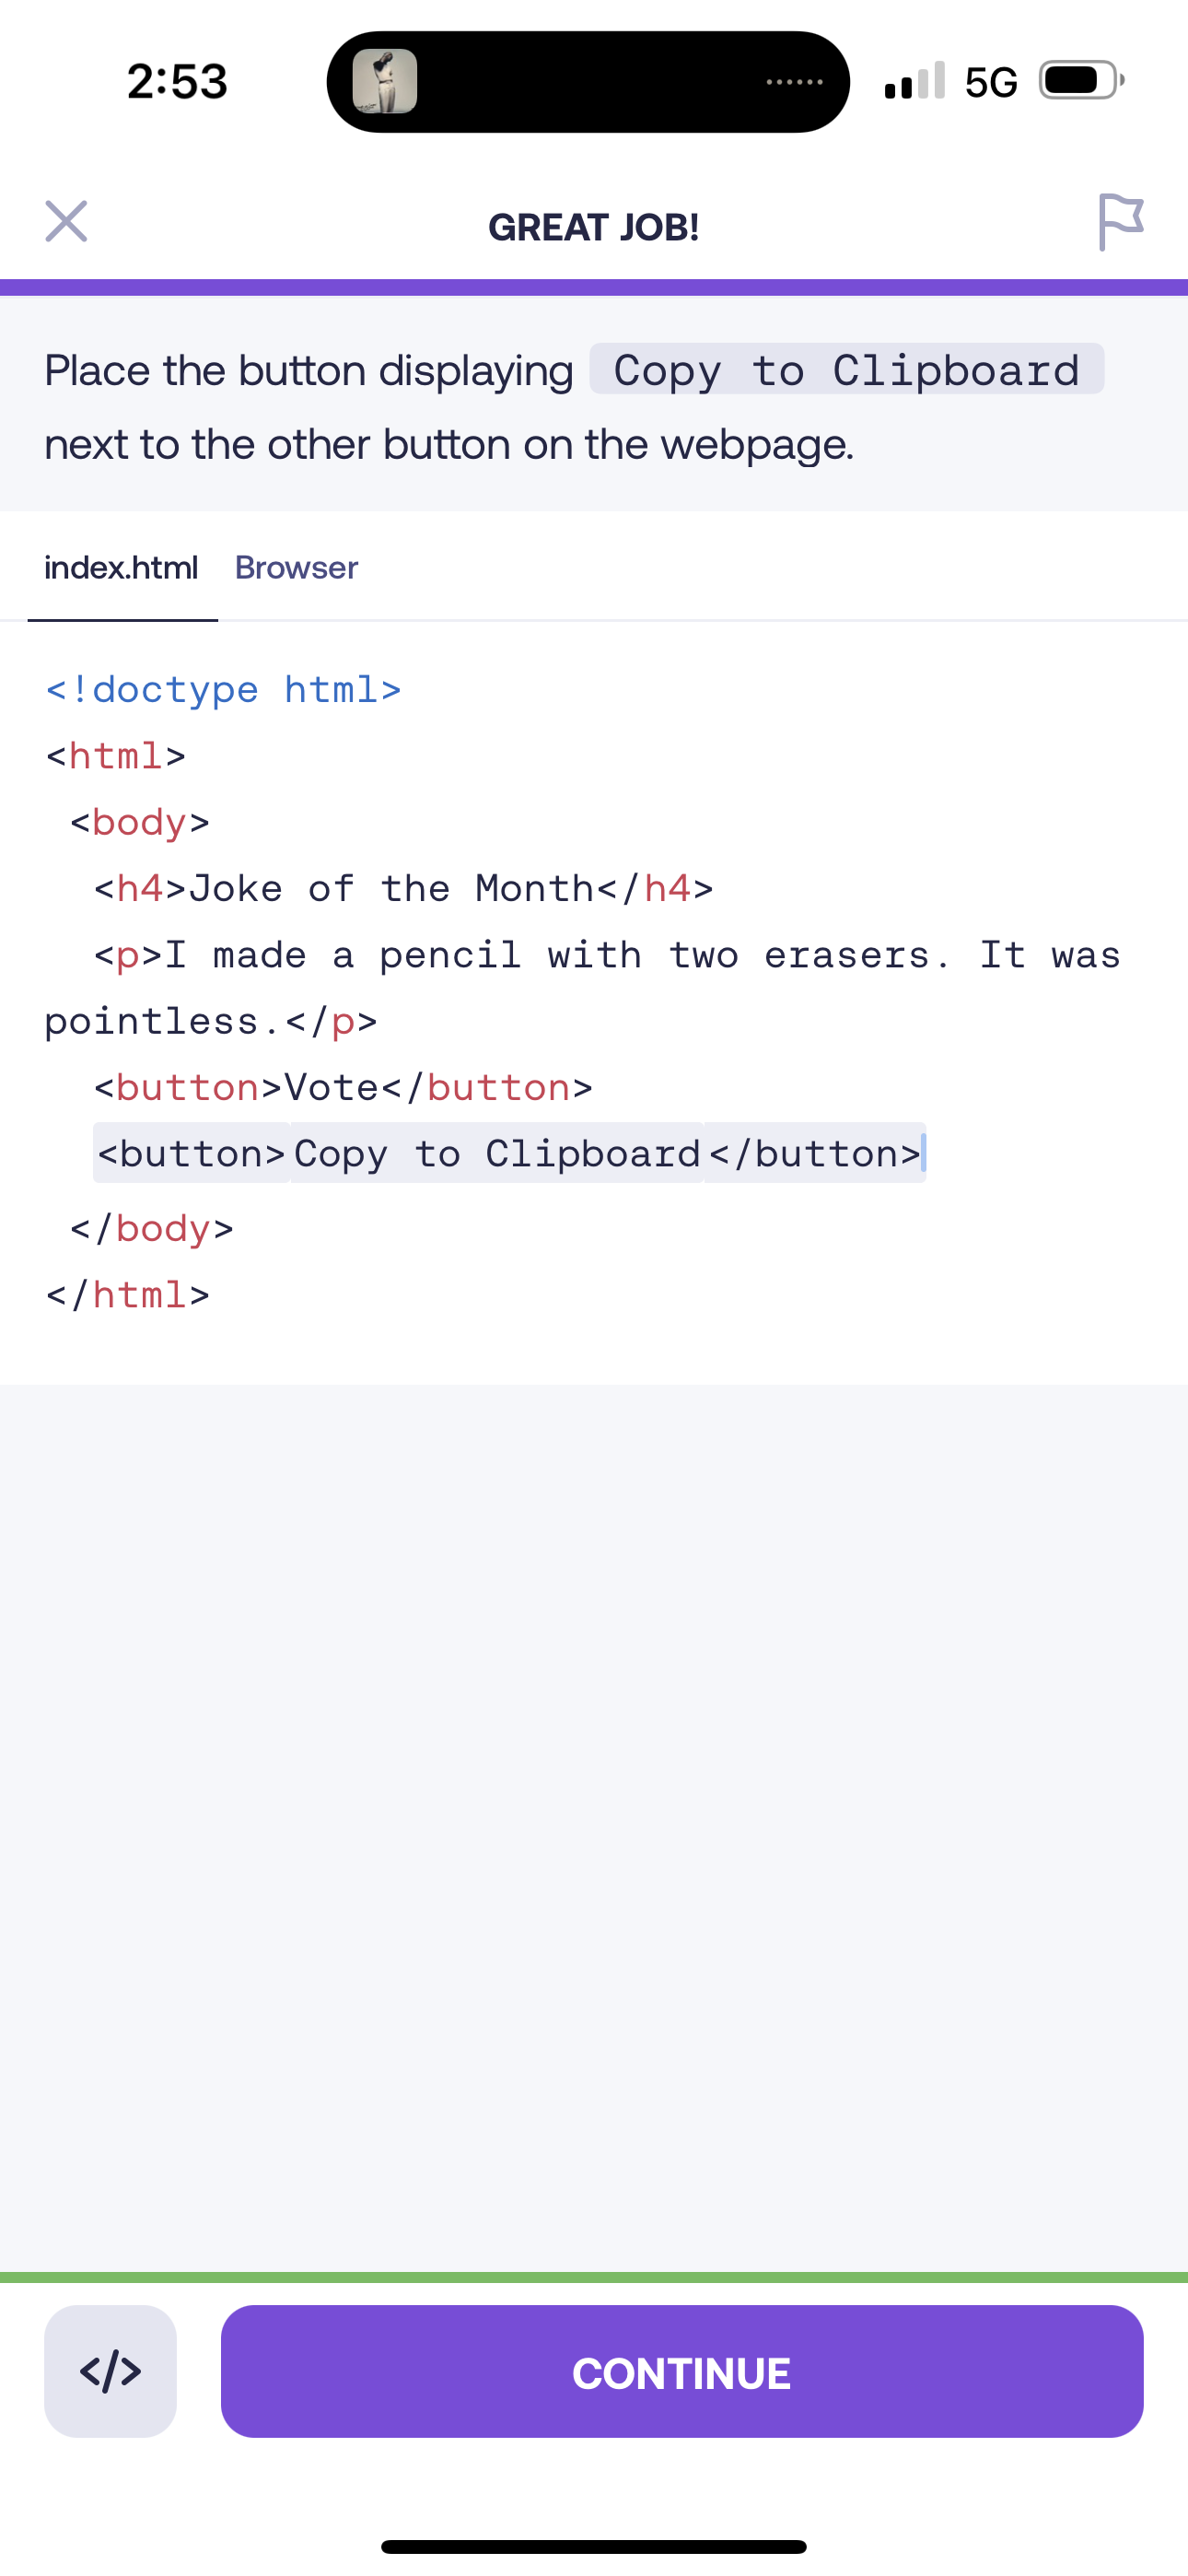 2:53
5G
GREAT JOB!
Place the button displaying Copy to Clipboard
next to the other button on the webpage.
index.html Browser
<!doctype html>
<html>
<body>
<h4>Joke of the Month</h4>
<p>I made a pencil with two erasers. It was
pointless.</p>
<button>Vote</button>
<button>Copy to Clipboard</button>
</body>
</html>
</> CONTINUE